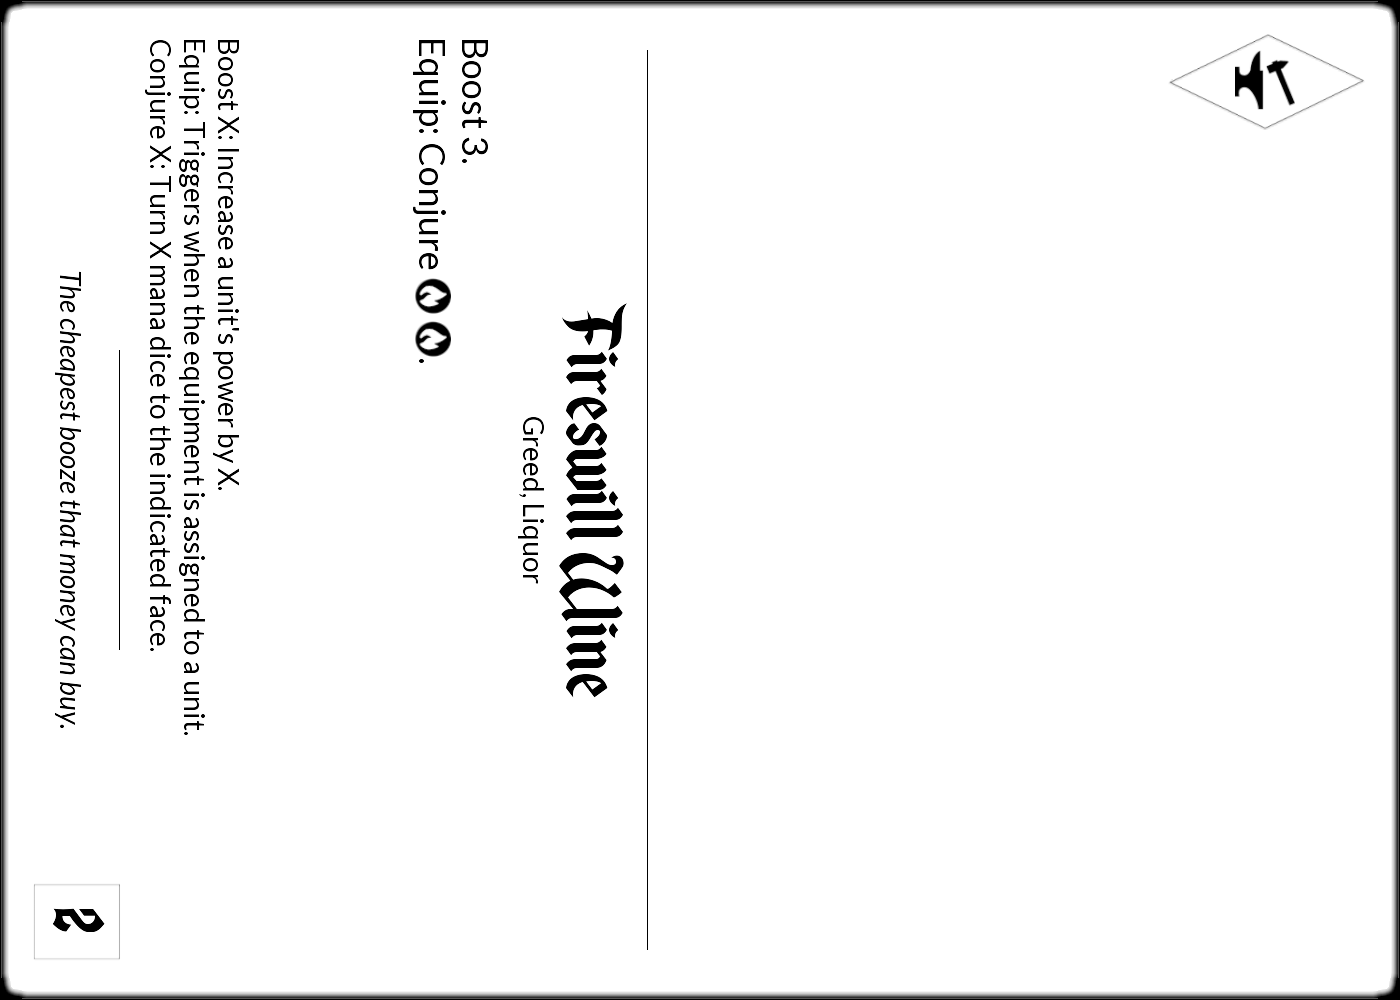 Fireswill Wine
Greed, Liquor
Boost 3.
Equip: Conjure .
Boost X: Increase a unit's power by X.
Equip: Triggers when the equipment is assigned to a unit.
Conjure X: Turn X mana dice to the indicated face.
The cheapest booze that money can buy.
2